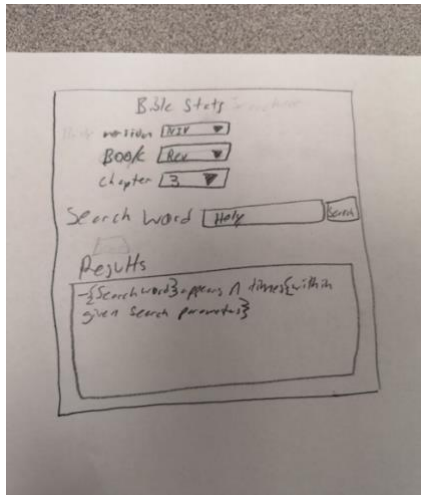 Bible Stats
version NIV
Book Rev
chapter 3
Search Word Holy Search
Results
-{Search word} appears n times {within
given Search parameters}